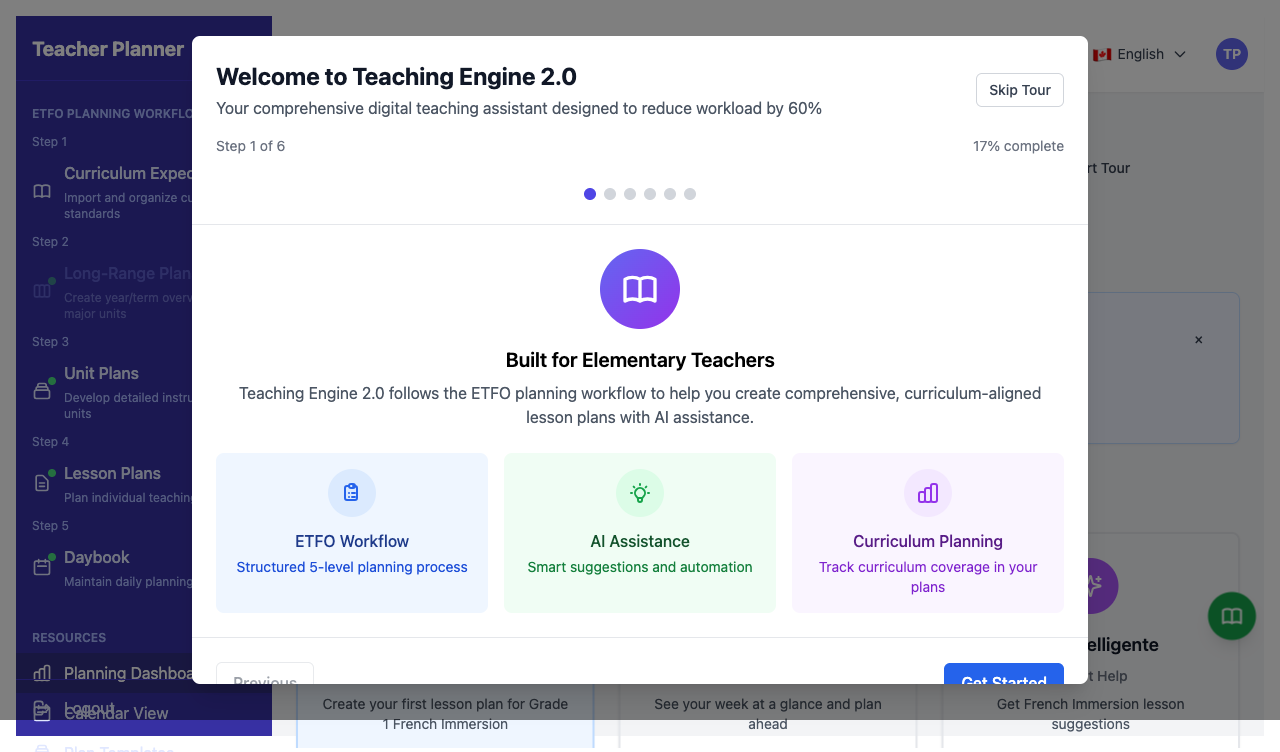 Teacher Planner
English
TP
Welcome to Teaching Engine 2.0
Your comprehensive digital teaching assistant designed to reduce workload by 60%
Skip Tour
Step 1 of 6
17% complete
ETFO PLANNING WORKFLO
Step 1
Curriculum Expec
Import and organize cu
standards
Step 2
Long-Range Plan
Create year/term overv
major units
Step 3
Unit Plans
Develop detailed instru
units
Step 4
Lesson Plans
Plan individual teaching
Step 5
Daybook
Maintain daily planning
RESOURCES
Planning Dashboa
Logout
Calendar View
Plan Templates
rt Tour
×
Built for Elementary Teachers
Teaching Engine 2.0 follows the ETFO planning workflow to help you create comprehensive, curriculum-aligned
lesson plans with AI assistance.
ETFO Workflow
Structured 5-level planning process
AI Assistance
Smart suggestions and automation
Curriculum Planning
Track curriculum coverage in your
plans
Previous
Get Started
elligente
t Help
Create your first lesson plan for Grade
1 French Immersion
See your week at a glance and plan
ahead
Get French Immersion lesson
suggestions